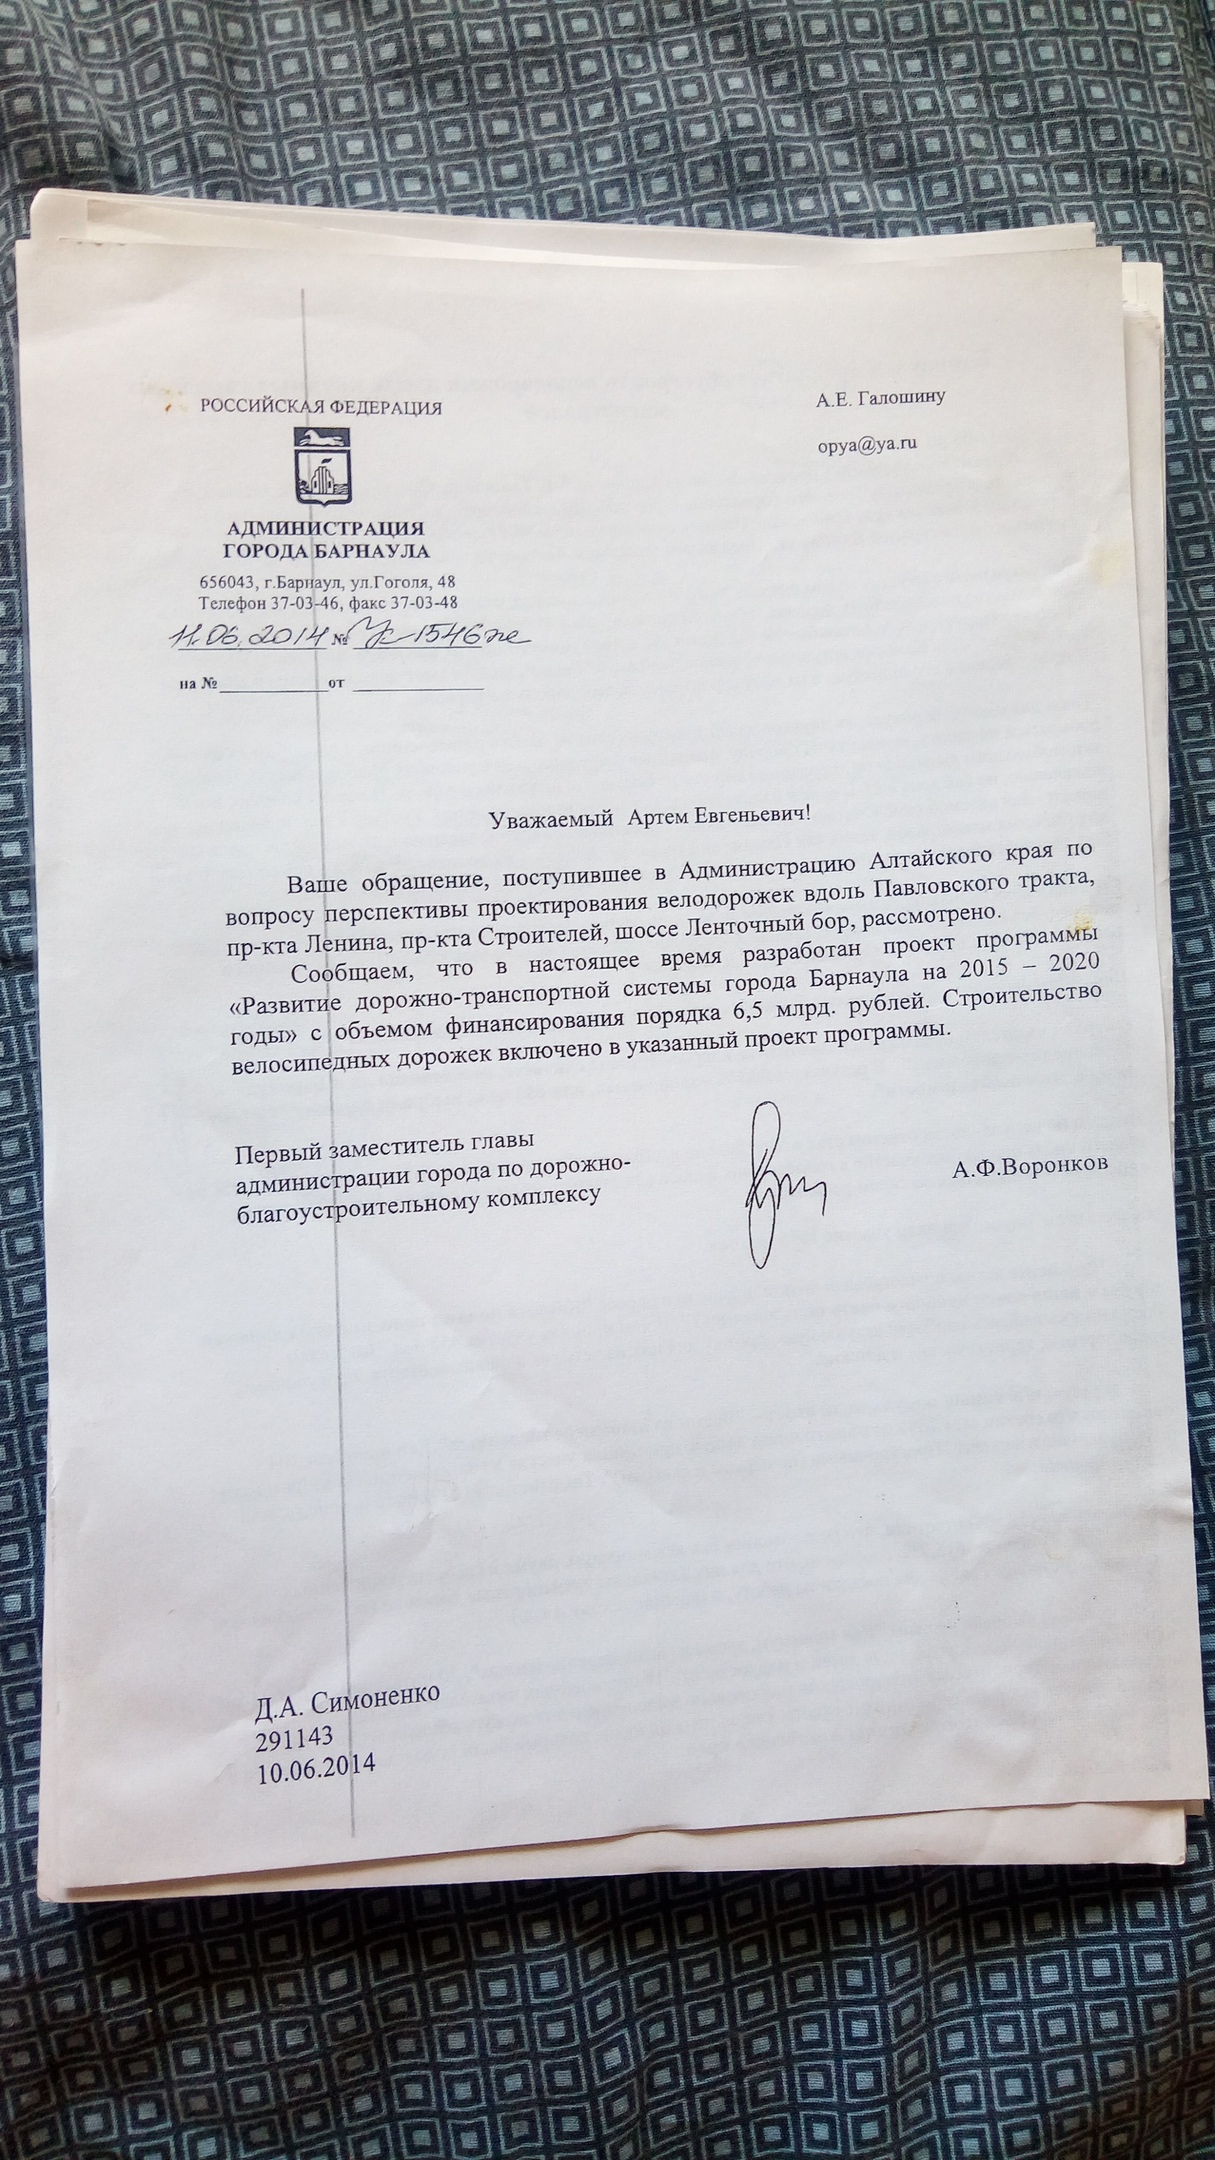 РОССИЙСКАЯ ФЕДЕРАЦИЯ
АДМИНИСТРАЦИЯ
ГОРОДА БАРНАУЛА
656043, г.Барнаул, ул.Гоголя, 48
Телефон 37-03-46, факс 37-03-48
11.06.2014 № 1546
на № от
А.Е. Галошину
opya@ya.ru
Уважаемый Артем Евгеньевич!
Ваше обращение, поступившее в Администрацию Алтайского края по
вопросу перспективы проектирования велодорожек вдоль Павловского тракта,
пр-кта Ленина, пр-кта Строителей, шоссе Ленточный бор, рассмотрено.
Сообщаем, что в настоящее время разработан проект программы
«Развитие дорожно-транспортной системы города Барнаула на 2015 – 2020
годы» с объемом финансирования порядка 6,5 млрд. рублей. Строительство
велосипедных дорожек включено в указанный проект программы.
Первый заместитель главы
администрации города по дорожно-
благоустроительному комплексу
А.Ф.Воронков
Д.А. Симоненко
291143
10.06.2014